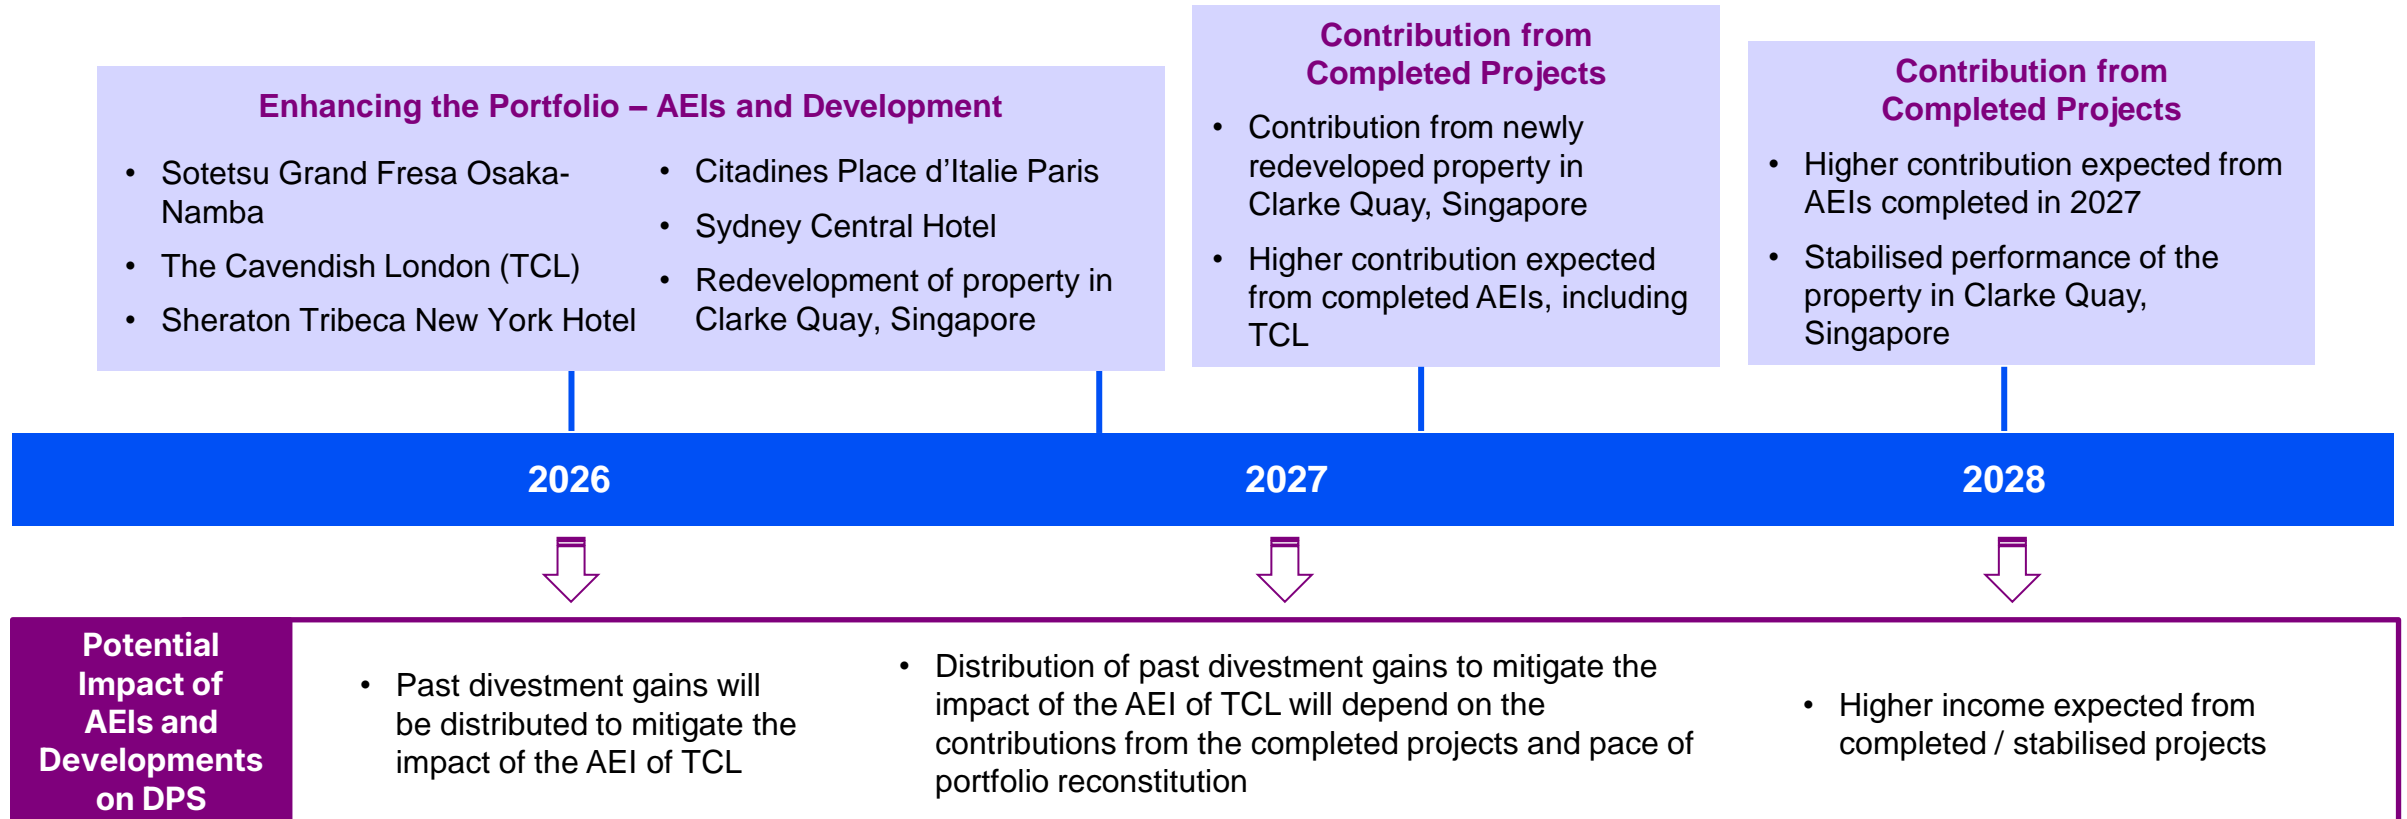 Enhancing the Portfolio – AEIs and Development
• Sotetsu Grand Fresa Osaka-
Namba
• The Cavendish London (TCL)
• Sheraton Tribeca New York Hotel
• Citadines Place d’Italie Paris
• Sydney Central Hotel
• Redevelopment of property in
Clarke Quay, Singapore
Contribution from
Completed Projects
• Contribution from newly
redeveloped property in
Clarke Quay, Singapore
• Higher contribution expected
from completed AEIs, including
TCL
Contribution from
Completed Projects
• Higher contribution expected from
AEIs completed in 2027
• Stabilised performance of the
property in Clarke Quay,
Singapore
2026
2027
2028
Potential
Impact of
AEIs and
Developments
on DPS
• Past divestment gains will
be distributed to mitigate the
impact of the AEI of TCL
• Distribution of past divestment gains to mitigate the
impact of the AEI of TCL will depend on the
contributions from the completed projects and pace of
portfolio reconstitution
• Higher income expected from
completed / stabilised projects